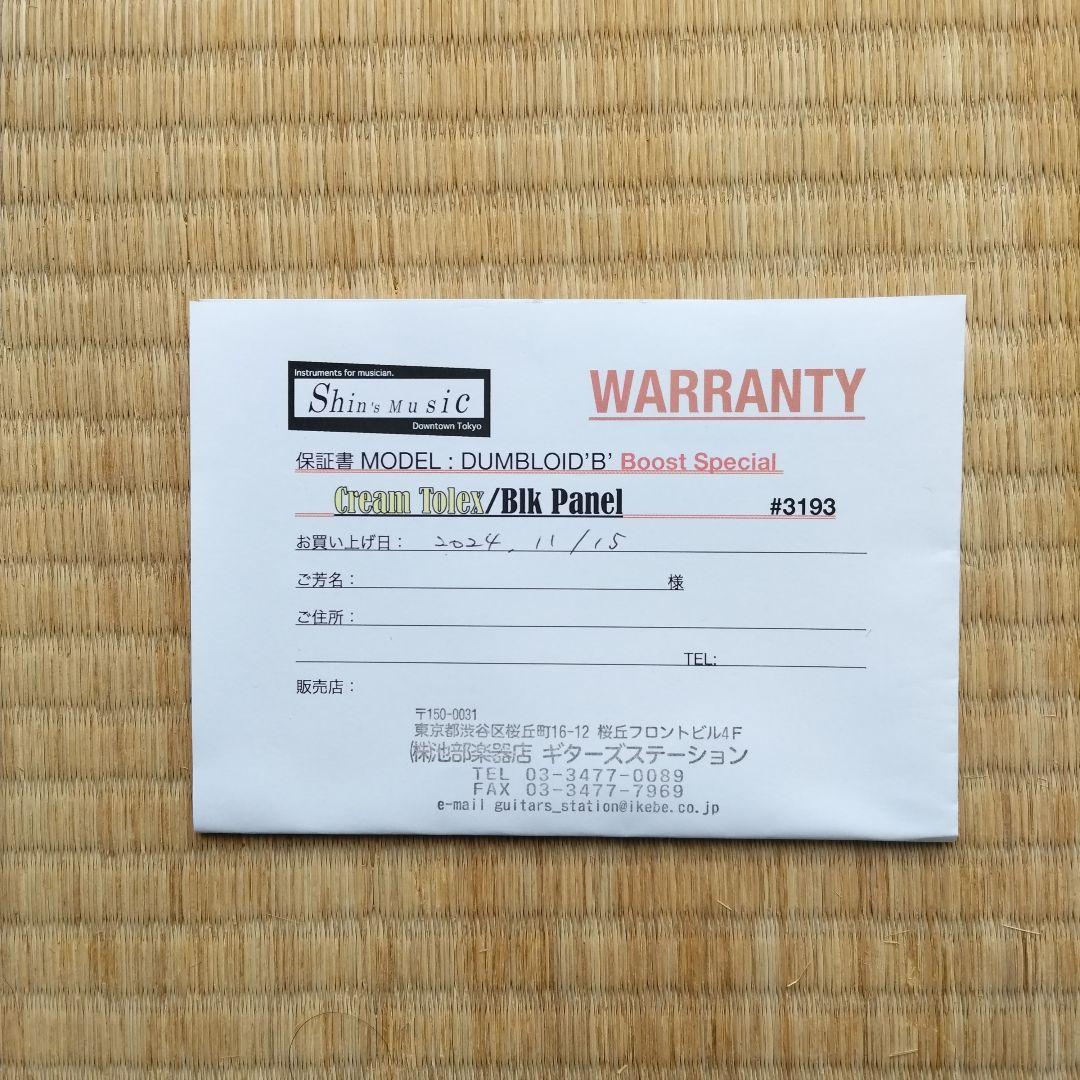 Instruments for musician.
Shin's Music
Downtown Tokyo
WARRANTY
保証書 MODEL : DUMBLOID'B' Boost Special
Cream Tolex/Blk Panel #3193
お買い上げ日： 2024, 11/15
ご芳名： 様
ご住所：
TEL:
販売店：
〒150-0031
東京都渋谷区桜丘町16-12 桜丘フロントビル4F
㈱池部楽器店 ギターズステーション
TEL 03-3477-0089
FAX 03-3477-7969
e-mail guitars_station@ikebe.co.jp